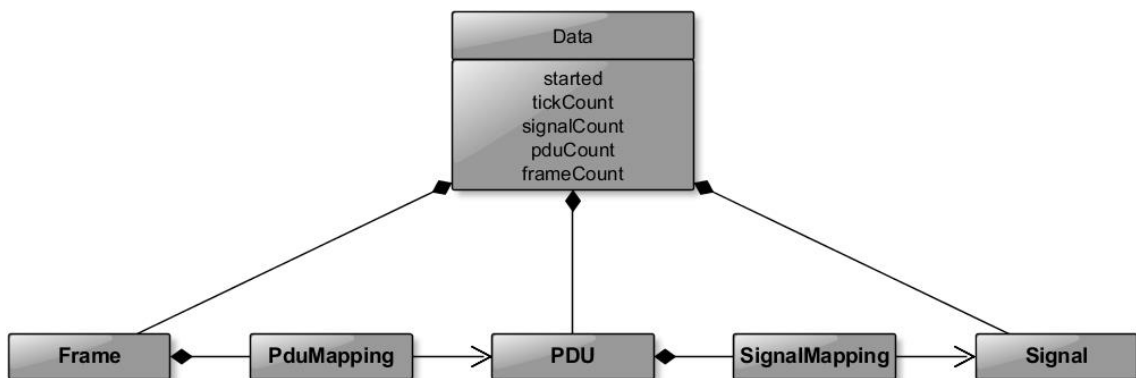 Data
started
tickCount
signalCount
pduCount
frameCount
Frame
PduMapping
PDU
SignalMapping
Signal